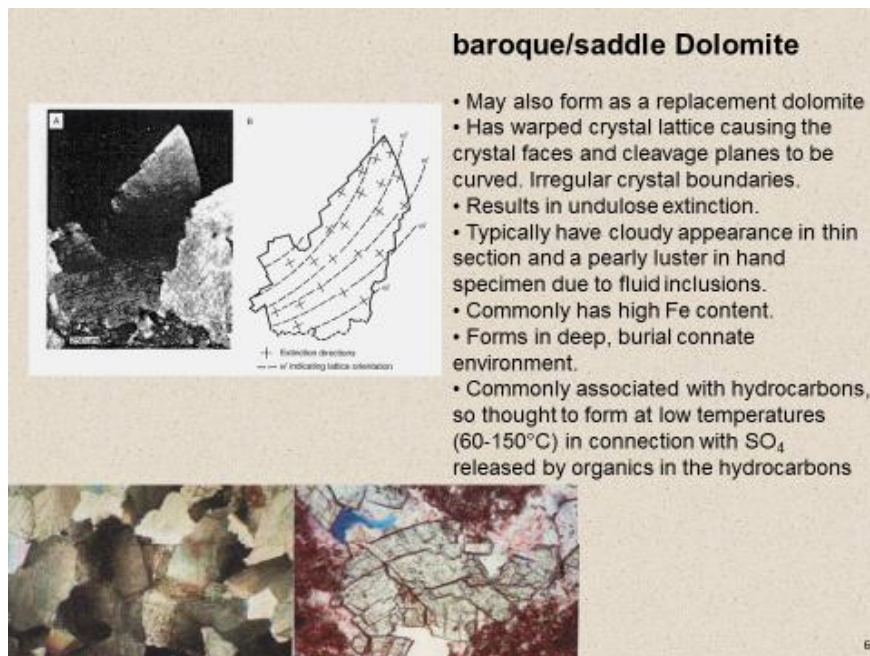 baroque/saddle Dolomite
• May also form as a replacement dolomite
• Has warped crystal lattice causing the
crystal faces and cleavage planes to be
curved. Irregular crystal boundaries.
• Results in undulose extinction.
• Typically have cloudy appearance in thin
section and a pearly luster in hand
specimen due to fluid inclusions.
• Commonly has high Fe content.
• Forms in deep, burial connate
environment.
• Commonly associated with hydrocarbons,
so thought to form at low temperatures
(60-150°C) in connection with SO₄
released by organics in the hydrocarbons
A
B
Extinction directions
indicating lattice orientation
6